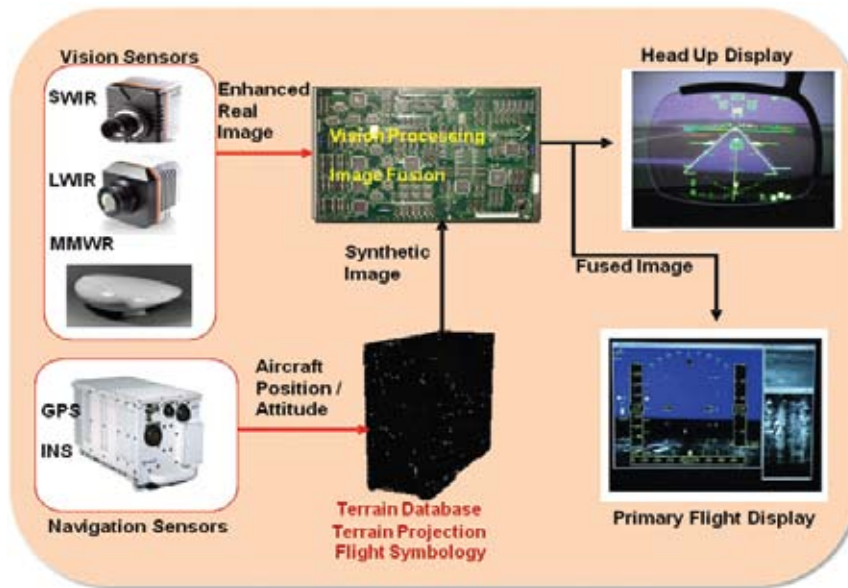 Vision Sensors
SWIR
LWIR
MMWR
Enhanced
Real
Image
Vision Processing
Image Fusion
Head Up Display
Synthetic
Image
Fused Image
GPS
INS
Navigation Sensors
Aircraft
Position /
Attitude
Terrain Database
Terrain Projection
Flight Symbology
Primary Flight Display